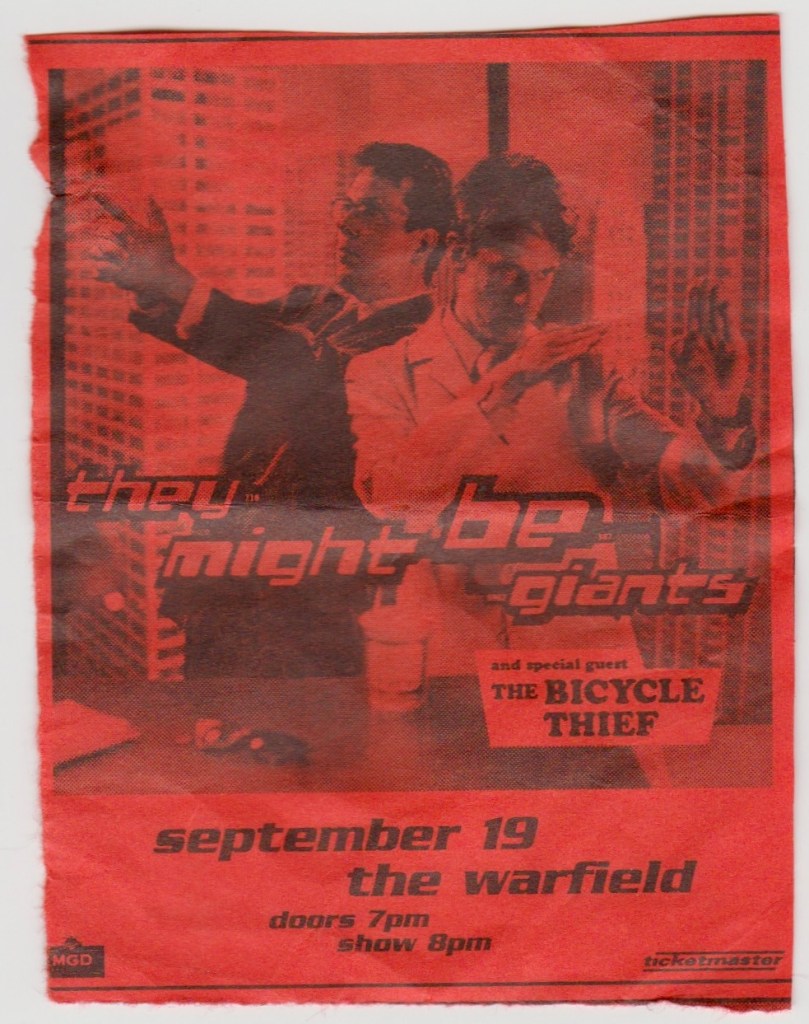 they
might be
giants
and special guest
THE BICYCLE
THIEF
september 19
the warfield
doors 7pm
show 8pm
MGD
ticketmaster